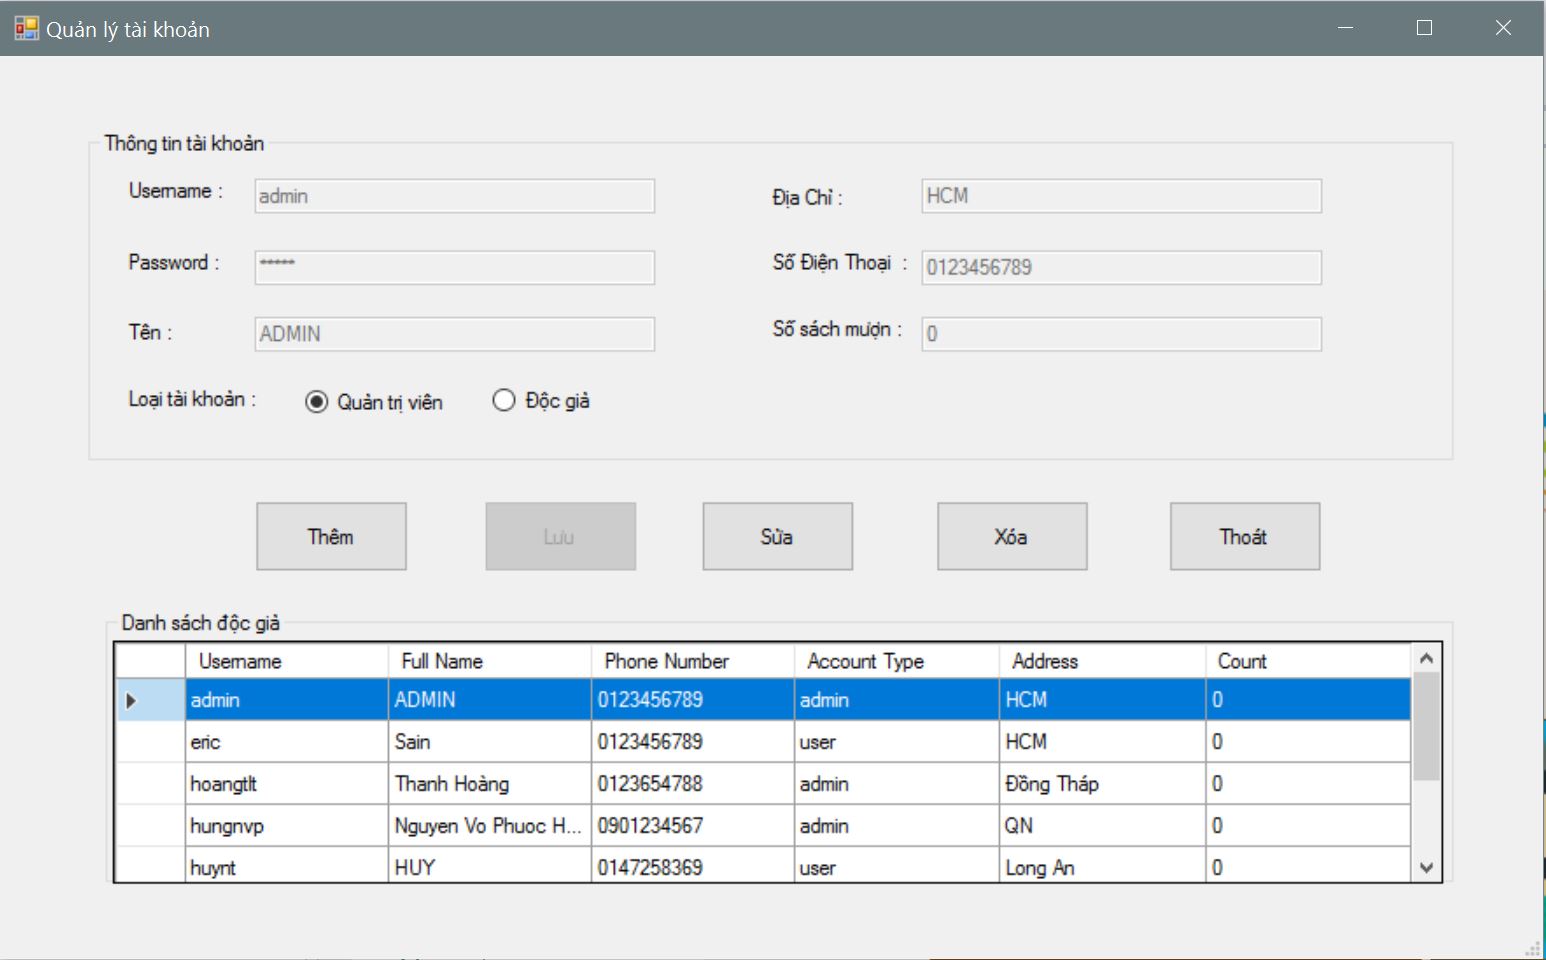 Quản lý tài khoản
Thông tin tài khoản
Username : admin
Địa Chỉ : HCM
Password : *****
Số Điện Thoại : 0123456789
Tên : ADMIN
Số sách mượn : 0
Loại tài khoản : Quản trị viên Độc giả
Thêm Lưu Sửa Xóa Thoát
Danh sách độc giả
Username Full Name Phone Number Account Type Address Count
admin ADMIN 0123456789 admin HCM 0
eric Sain 0123456789 user HCM 0
hoangtlt Thanh Hoàng 0123654788 admin Đồng Tháp 0
hungnvp Nguyen Vo Phuoc H... 0901234567 admin QN 0
huynt HUY 0147258369 user Long An 0